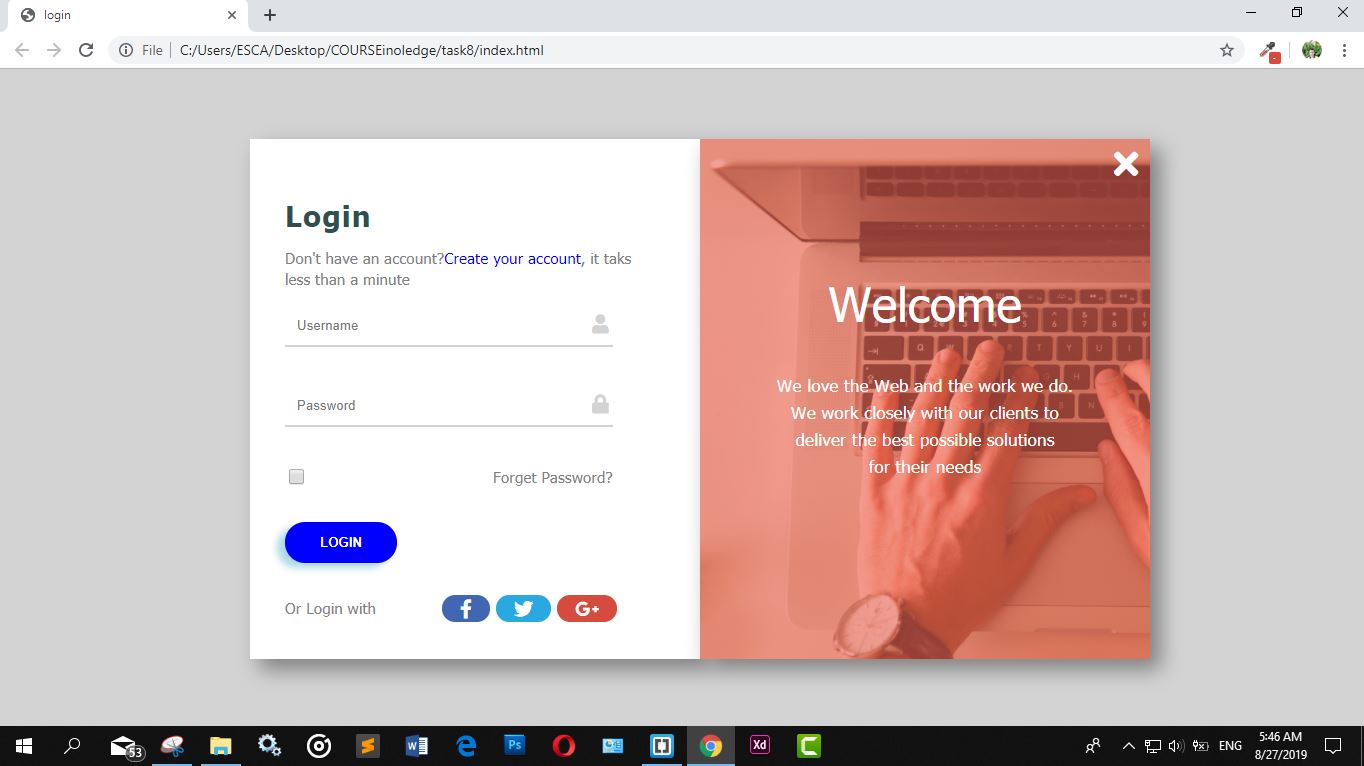 login
File
C:/Users/ESCA/Desktop/COURSEinoledge/task8/index.html
Login
Don't have an account?Create your account, it taks
less than a minute
Username
Password
Forget Password?
LOGIN
Or Login with
G+
Welcome
We love the Web and the work we do.
We work closely with our clients to
deliver the best possible solutions
for their needs
53
W
Ps
Xd
ENG
5:46 AM
8/27/2019